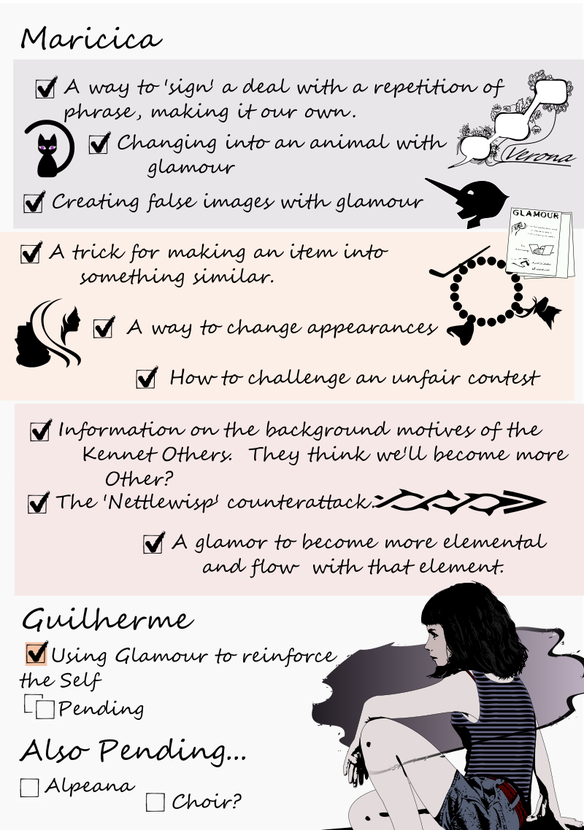 Maricica
A way to 'sign' a deal with a repetition of
phrase, making it our own.
Changing into an animal with
glamour
Verona
Creating false images with glamour
GLAMOUR
A trick for making an item into
something similar.
A way to change appearances
How to challenge an unfair contest
Information on the background motives of the
Kennet Others. They think we'll become more
Other?
The 'Nettlewisp' counterattack.
A glamor to become more elemental
and flow with that element.
Guilherme
Using Glamour to reinforce
the Self
Pending
Also Pending...
Alpeana
Choir?